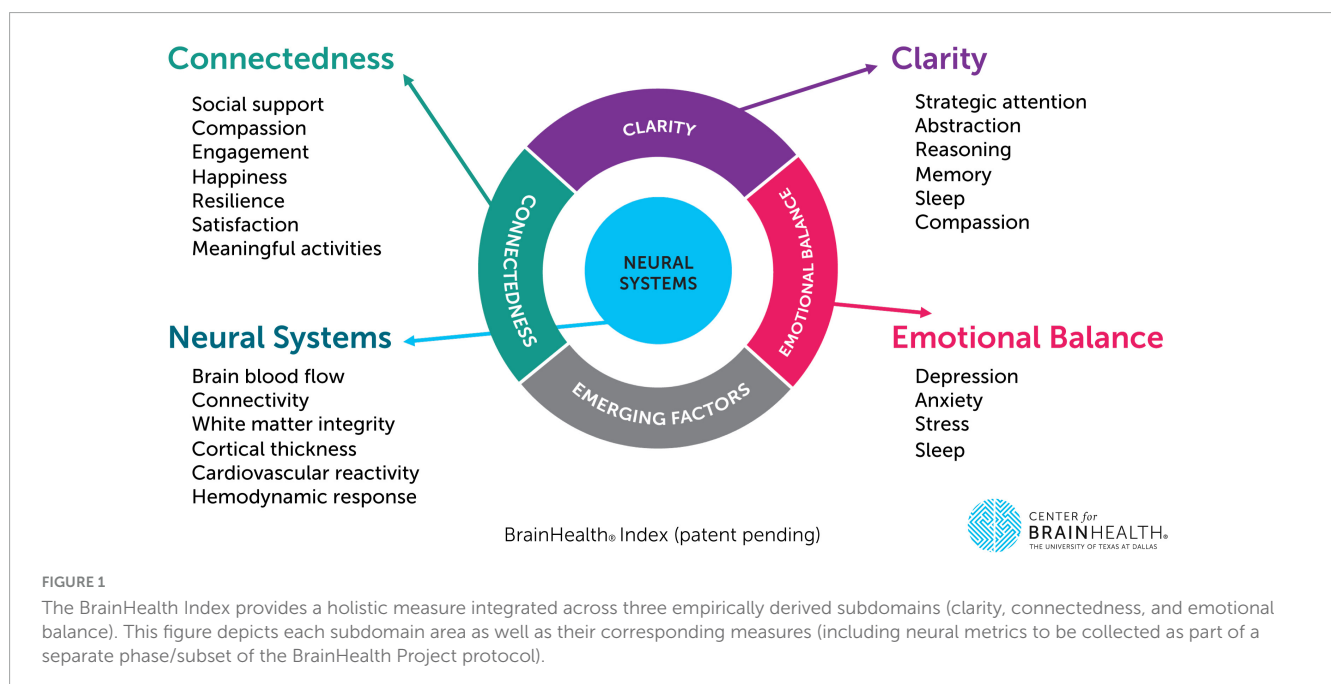 Connectedness
Social support
Compassion
Engagement
Happiness
Resilience
Satisfaction
Meaningful activities
Clarity
Strategic attention
Abstraction
Reasoning
Memory
Sleep
Compassion
CLARITY
CONNECTEDNESS
NEURAL
SYSTEMS
EMOTIONAL BALANCE
EMERGING FACTORS
Neural Systems
Brain blood flow
Connectivity
White matter integrity
Cortical thickness
Cardiovascular reactivity
Hemodynamic response
Emotional Balance
Depression
Anxiety
Stress
Sleep
BrainHealth® Index (patent pending)
CENTER for
BRAINHEALTH®
THE UNIVERSITY OF TEXAS AT DALLAS
FIGURE 1
The BrainHealth Index provides a holistic measure integrated across three empirically derived subdomains (clarity, connectedness, and emotional
balance). This figure depicts each subdomain area as well as their corresponding measures (including neural metrics to be collected as part of a
separate phase/subset of the BrainHealth Project protocol).